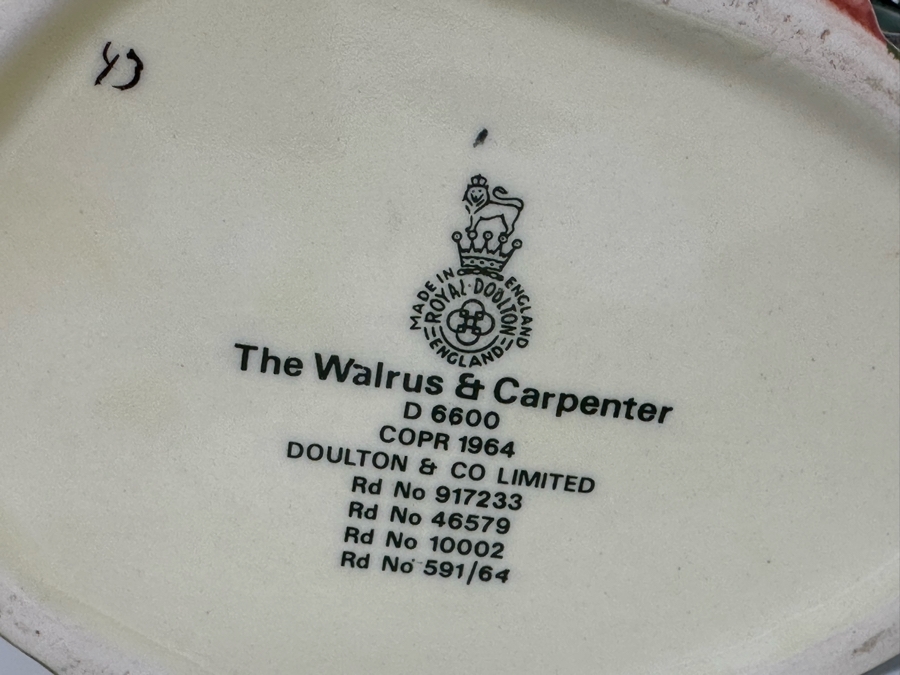 43
MADE IN ENGLAND
ROYAL·DOULTON
=ENGLAND=
The Walrus & Carpenter
D 6600
COPR 1964
DOULTON & CO LIMITED
Rd No 917233
Rd No 46579
Rd No 10002
Rd No 591/64